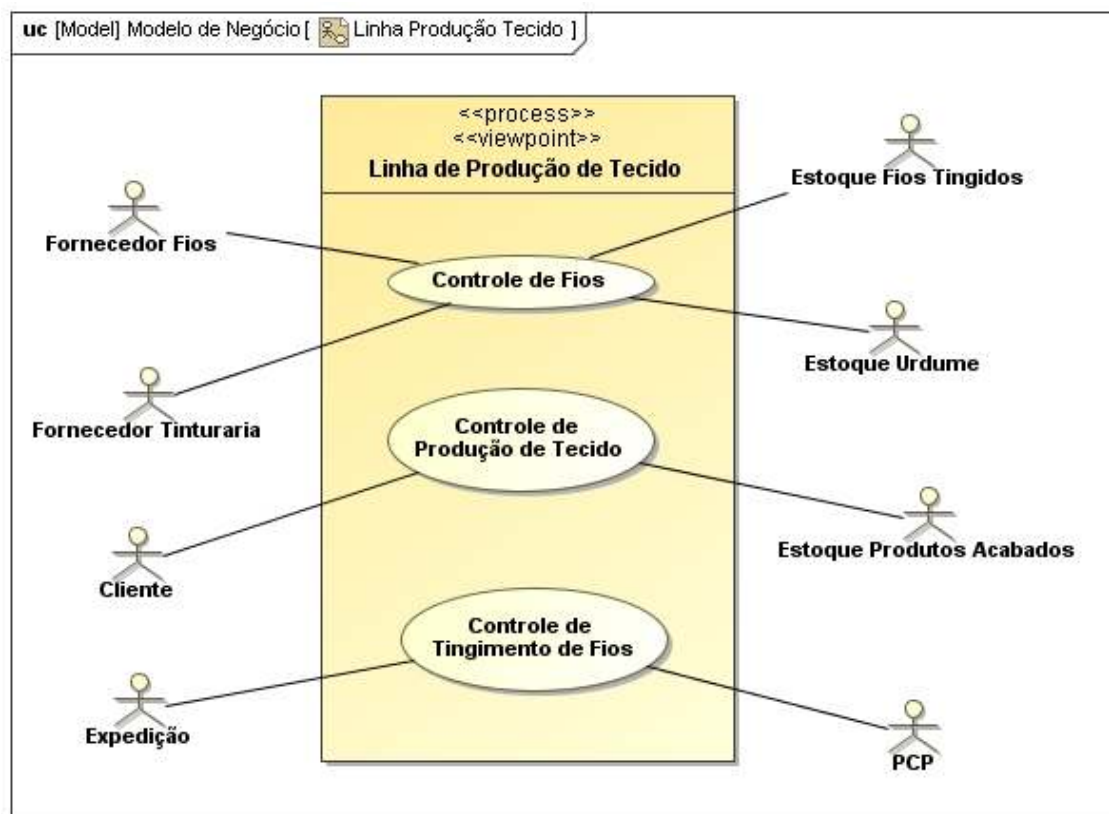 uc [Model] Modelo de Negócio [ Linha Produção Tecido ]
<<process>>
<<viewpoint>>
Linha de Produção de Tecido
Fornecedor Fios
Estoque Fios Tingidos
Controle de Fios
Fornecedor Tinturaria
Estoque Urdume
Controle de
Produção de Tecido
Cliente
Estoque Produtos Acabados
Controle de
Tingimento de Fios
Expedição
PCP